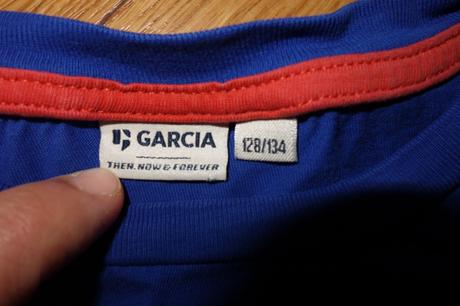 GARCIA
THEN, NOW & FOREVER
128/134